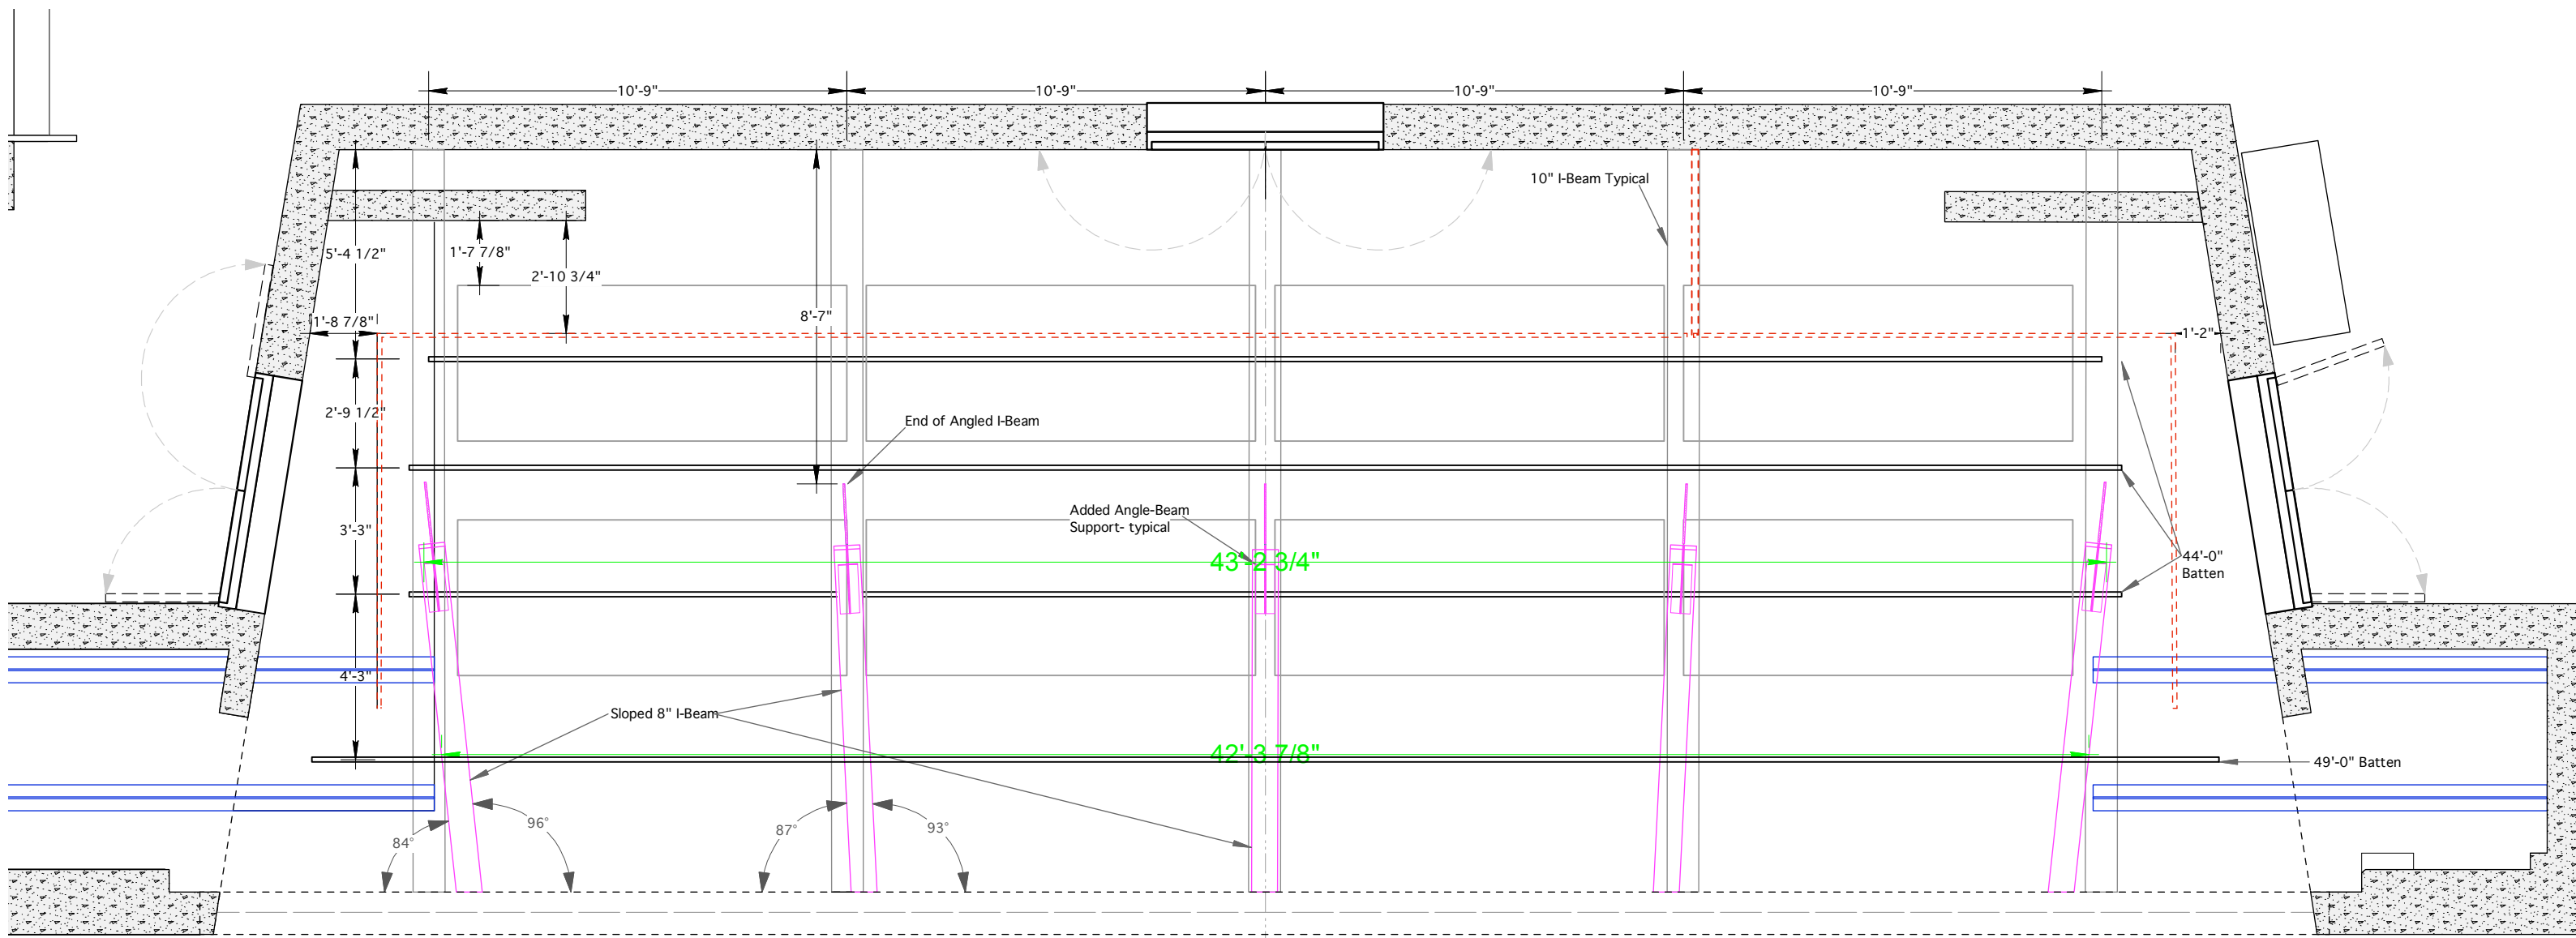 10'-9"
10'-9"
10'-9"
10'-9"
10" I-Beam Typical
5'-4 1/2"
1'-7 7/8"
2'-10 3/4"
8'-7"
1'-8 7/8"
1'-2"
2'-9 1/2"
End of Angled I-Beam
Added Angle-Beam
Support- typical
3'-3"
43'-2 3/4"
44'-0"
Batten
4'-3"
Sloped 8" I-Beam
42'-3 7/8"
49'-0" Batten
84°
96°
87°
93°